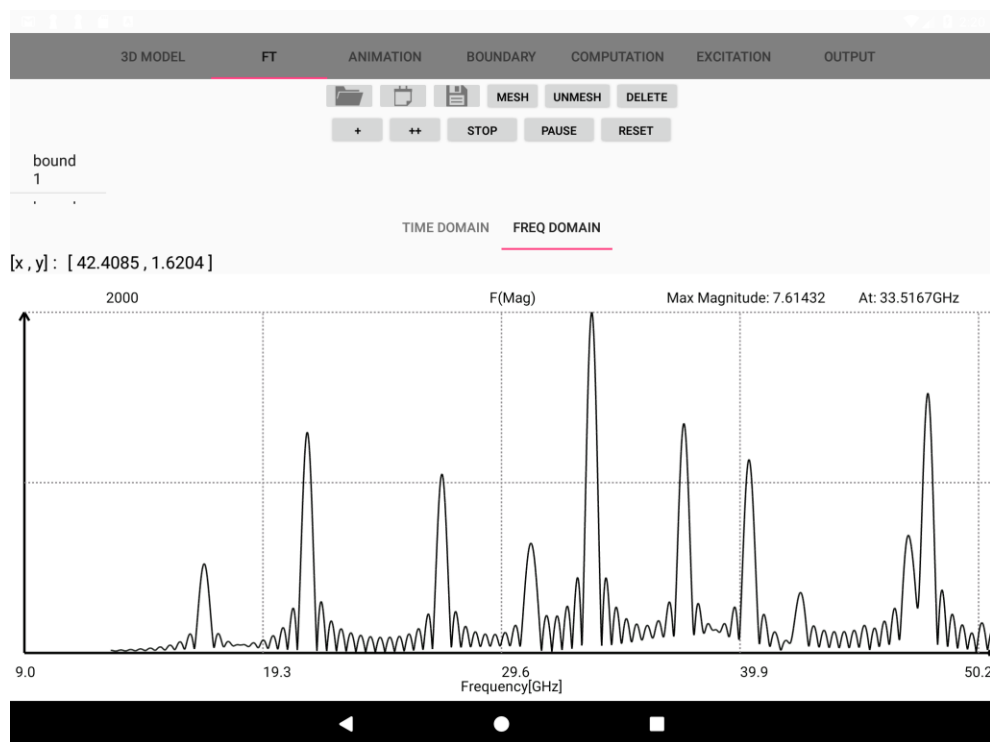 3D MODEL FT ANIMATION BOUNDARY COMPUTATION EXCITATION OUTPUT
MESH UNMESH DELETE
+ ++ STOP PAUSE RESET
bound
1
TIME DOMAIN FREQ DOMAIN
[x , y] : [ 42.4085 , 1.6204 ]
2000 F(Mag) Max Magnitude: 7.61432 At: 33.5167GHz
9.0 19.3 29.6 39.9 50.2
Frequency[GHz]